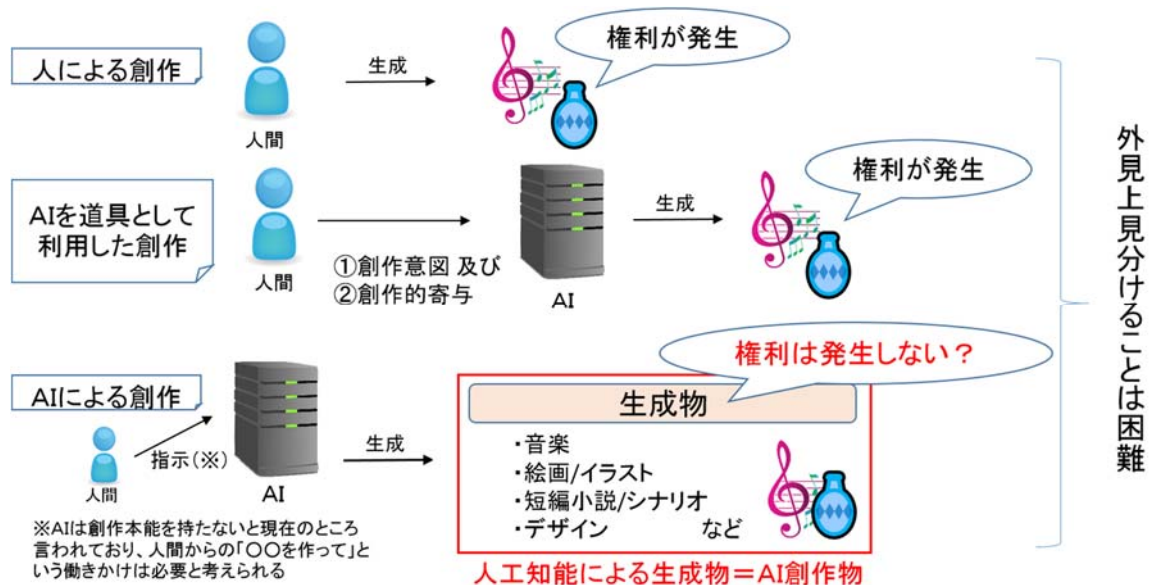 人による創作
人間
生成
権利が発生
AIを道具として
利用した創作
人間
①創作意図 及び
②創作的寄与
AI
生成
権利が発生
AIによる創作
人間
指示(※)
AI
生成
権利は発生しない？
生成物
・音楽
・絵画/イラスト
・短編小説/シナリオ
・デザイン など
※AIは創作本能を持たないと現在のところ
言われており、人間からの「○○を作って」と
いう働きかけは必要と考えられる
人工知能による生成物＝AI創作物
外見上見分けることは困難